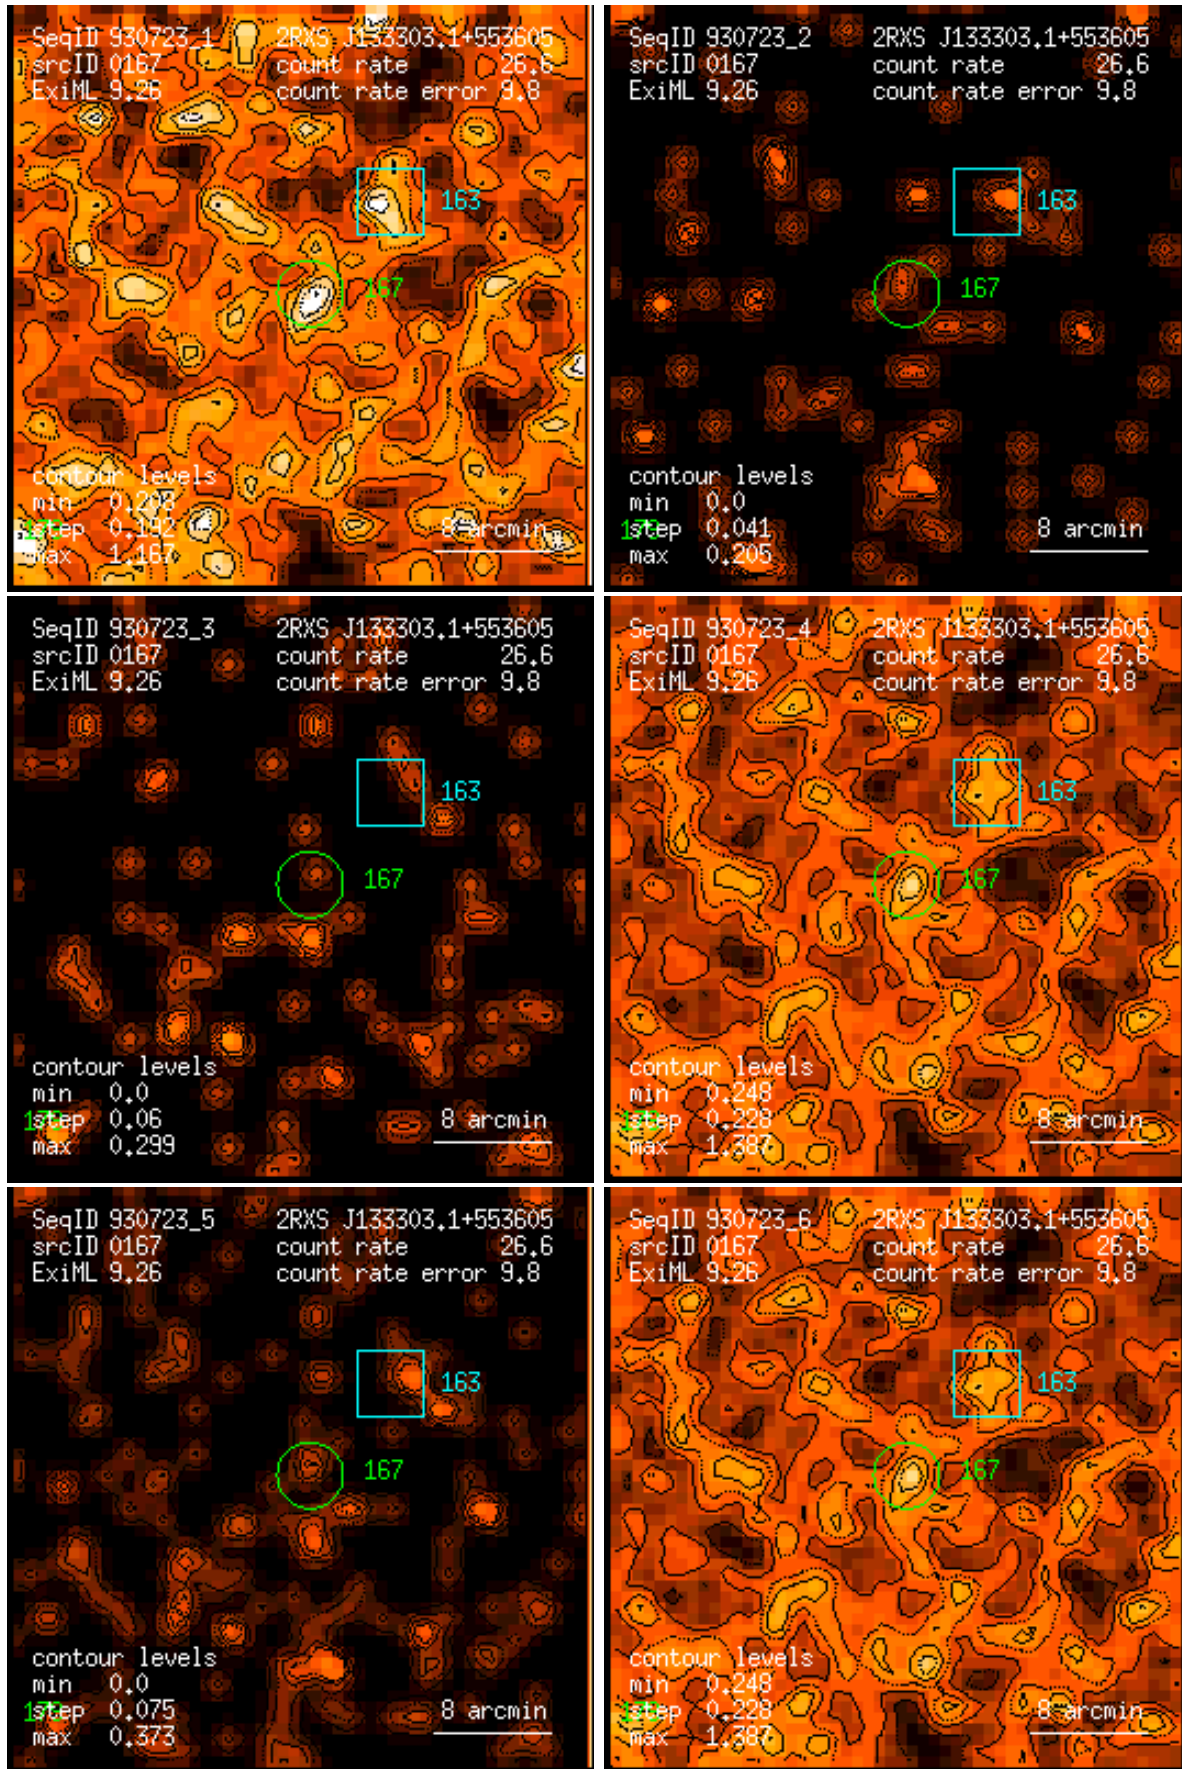 SeqID 930723_1 2RXS J133303.1+553605
srcID 0167 count rate 26.6
ExiML 9.26 count rate error 9.8
163
167
contour levels
min 0.208
step 0.192 8 arcmin
max 1.167
SeqID 930723_2 2RXS J133303.1+553605
srcID 0167 count rate 26.6
ExiML 9.26 count rate error 9.8
163
167
contour levels
min 0.0
step 0.041 8 arcmin
max 0.205
SeqID 930723_3 2RXS J133303.1+553605
srcID 0167 count rate 26.6
ExiML 9.26 count rate error 9.8
163
167
contour levels
min 0.0
step 0.06 8 arcmin
max 0.299
SeqID 930723_4 2RXS J133303.1+553605
srcID 0167 count rate 26.6
ExiML 9.26 count rate error 9.8
163
167
contour levels
min 0.248
step 0.228 8 arcmin
max 1.387
SeqID 930723_5 2RXS J133303.1+553605
srcID 0167 count rate 26.6
ExiML 9.26 count rate error 9.8
163
167
contour levels
min 0.0
step 0.075 8 arcmin
max 0.373
SeqID 930723_6 2RXS J133303.1+553605
srcID 0167 count rate 26.6
ExiML 9.26 count rate error 9.8
163
167
contour levels
min 0.248
step 0.228 8 arcmin
max 1.387